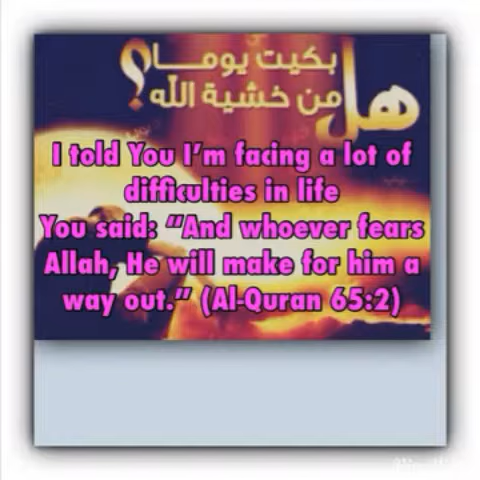 هل بكيت يومـــا
من خشية الله ؟
I told You I'm facing a lot of
difficulties in life
You said: "And whoever fears
Allah, He will make for him a
way out." (Al-Quran 65:2)